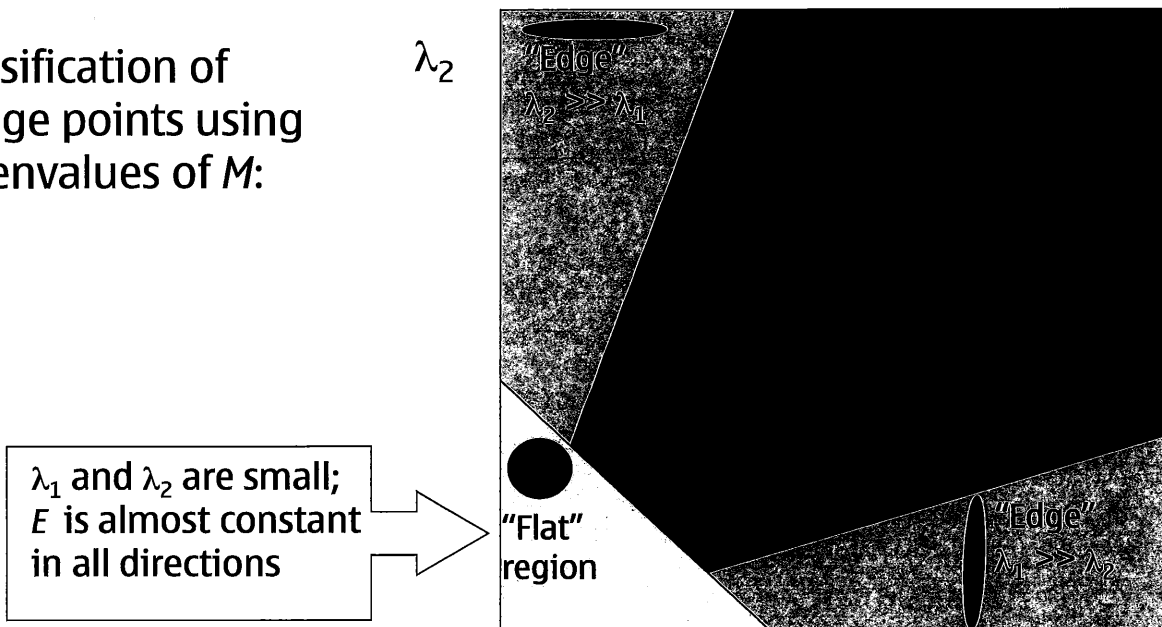 sification of
ge points using
envalues of M:
λ₂
"Edge"
λ₂ >> λ₁
λ₁ and λ₂ are small;
E is almost constant
in all directions
"Flat"
region
"Edge"
λ₁ >> λ₂